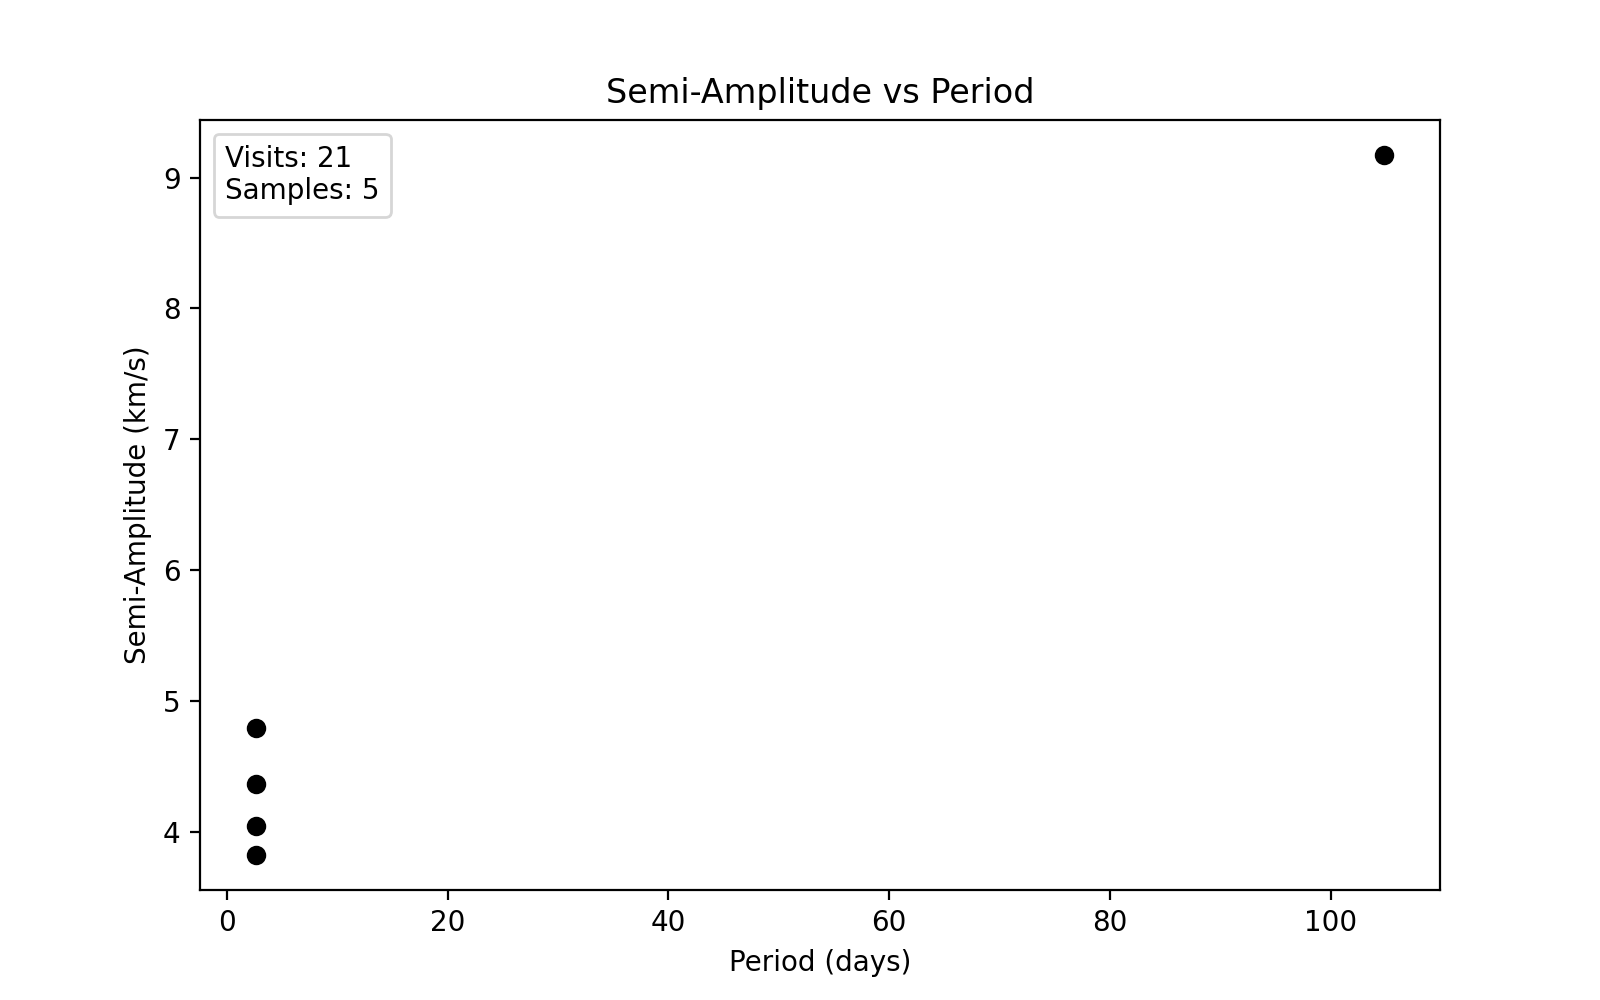 Semi-Amplitude vs Period
Visits: 21
Samples: 5
9
8
7
6
5
4
Semi-Amplitude (km/s)
0 20 40 60 80 100
Period (days)